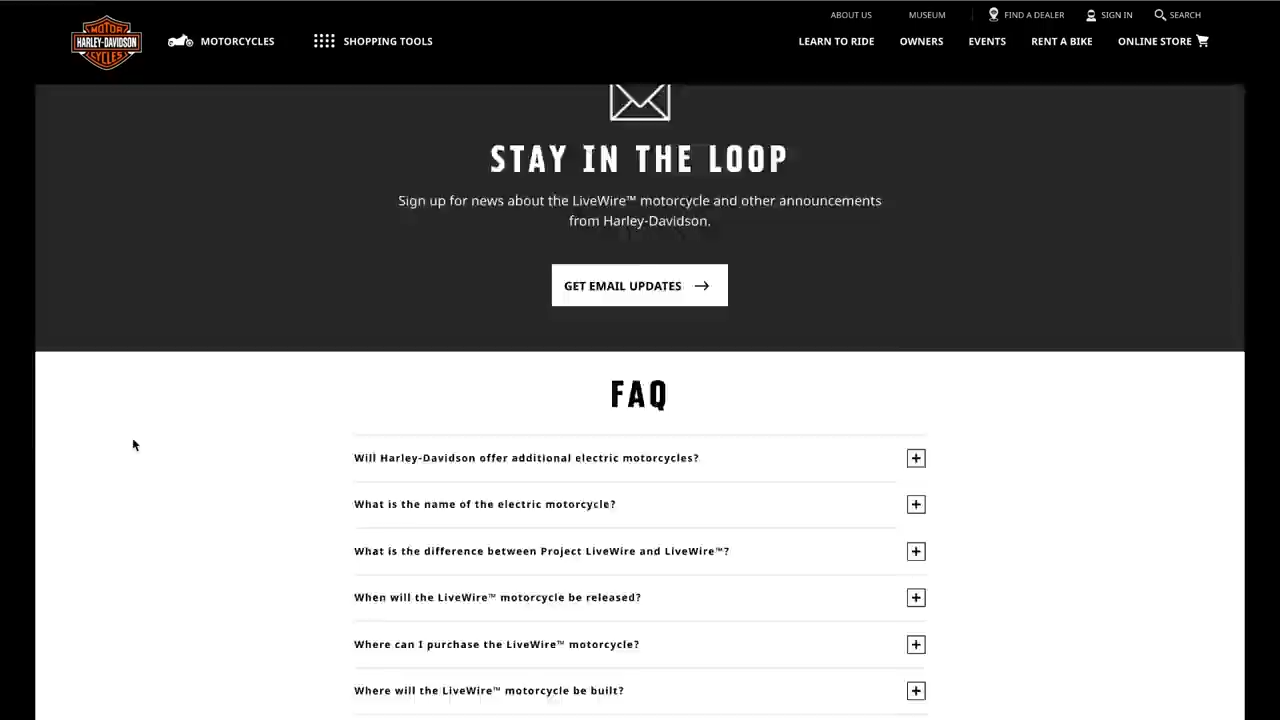 ABOUT US
MUSEUM
FIND A DEALER
SIGN IN
SEARCH
MOTOR
HARLEY-DAVIDSON
CYCLES
MOTORCYCLES
SHOPPING TOOLS
LEARN TO RIDE
OWNERS
EVENTS
RENT A BIKE
ONLINE STORE
STAY IN THE LOOP
Sign up for news about the LiveWire™ motorcycle and other announcements
from Harley-Davidson.
GET EMAIL UPDATES
FAQ
Will Harley-Davidson offer additional electric motorcycles?
What is the name of the electric motorcycle?
What is the difference between Project LiveWire and LiveWire™?
When will the LiveWire™ motorcycle be released?
Where can I purchase the LiveWire™ motorcycle?
Where will the LiveWire™ motorcycle be built?